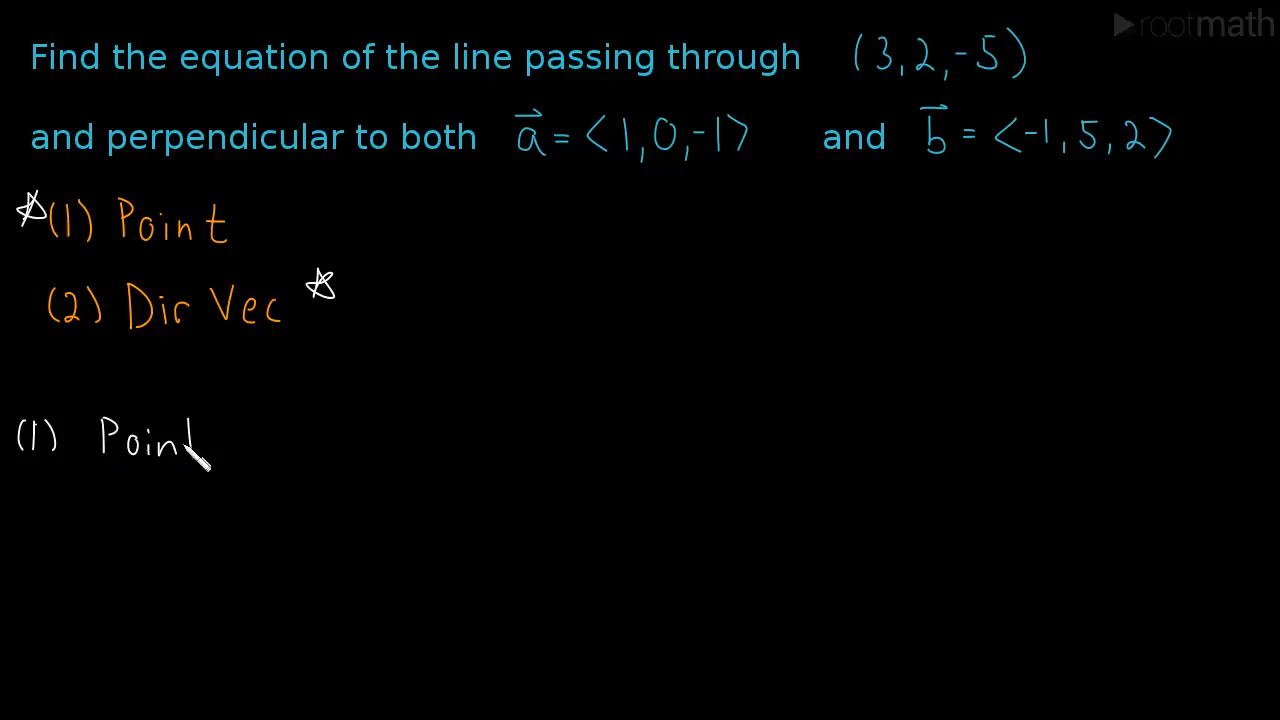 rootmath
Find the equation of the line passing through (3, 2, -5)
and perpendicular to both a⃗ = <1, 0, -1> and b⃗ = <-1, 5, 2>
☆(1) Point
(2) Dir Vec ☆
(1) Point